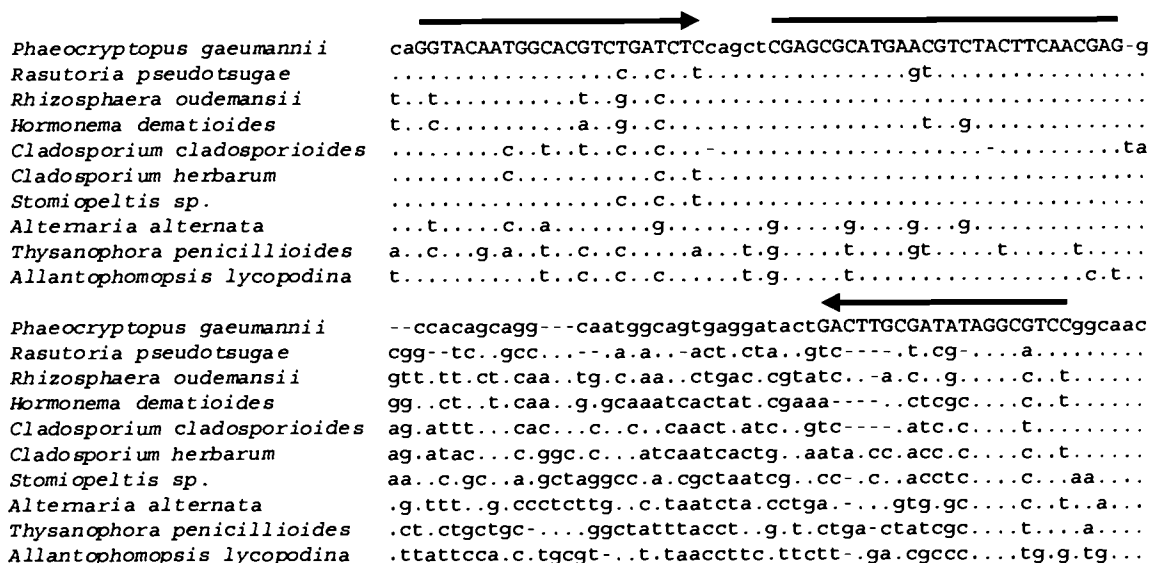 Phaeocryptopus gaeumannii caGGTACAATGGCACGTCTGATCTCcagctCGAGCGCATGAACGTCTACTTCAACGAG-g
Rasutoria pseudotsugae ..................c..c..t................gt..................
Rhizosphaera oudemansii t..t...........t..g..c......................................
Hormonema dematioides t..c...........a..g..c....................t..g..............
Cladosporium cladosporioides .........c..t..t..c..c...-......................-.........ta
Cladosporium herbarum .........c...........c..t...................................
Stomiopeltis sp. ..................c..c..t...................................
Alternaria alternata ...t.....c..a........g........g.....g.....g..g..............
Thysanophora penicillioides a..c...g.a..t..c..c.....a...t.g.....t.....gt......t.....t...
Allantophomopsis lycopodina t...........t..c..c..c......t.g.....t...................c.t..
Phaeocryptopus gaeumannii --ccacagcagg---caatggcagtgaggatactGACTTGCGATATAGGCGTCCggcaac
Rasutoria pseudotsugae cgg--tc..gcc...--.a.a..-act.cta..gtc----.t.cg-....a.........
Rhizosphaera oudemansii gtt.tt.ct.caa..tg.c.aa..ctgac.cgtatc..-a.c..g.....c..t......
Hormonema dematioides gg..ct..t.caa..g.gcaaatcactat.cgaaa-----..ctcgc....c..t......
Cladosporium cladosporioides ag.attt...cac...c..c..caact.atc..gtc----.atc.c....t.........
Cladosporium herbarum ag.atac...c.ggc.c...atcaatcactg..aata.cc.acc.c....c..t......
Stomiopeltis sp. aa..c.gc..a.gctaggcc.a.cgctaatcg..cc-.c..acctc....c...aa....
Alternaria alternata .g.ttt..g.ccctcttg..c.taatcta.cctga..-...gtg.gc....c..t..a...
Thysanophora penicillioides .ct.ctgctgc-....ggctatttacct..g.t.ctga-ctatcgc....t.....a....
Allantophomopsis lycopodina .ttattcca.c.tgcgt-..t.taaccttc.ttctt-.ga.cgccc....tg.g.tg...